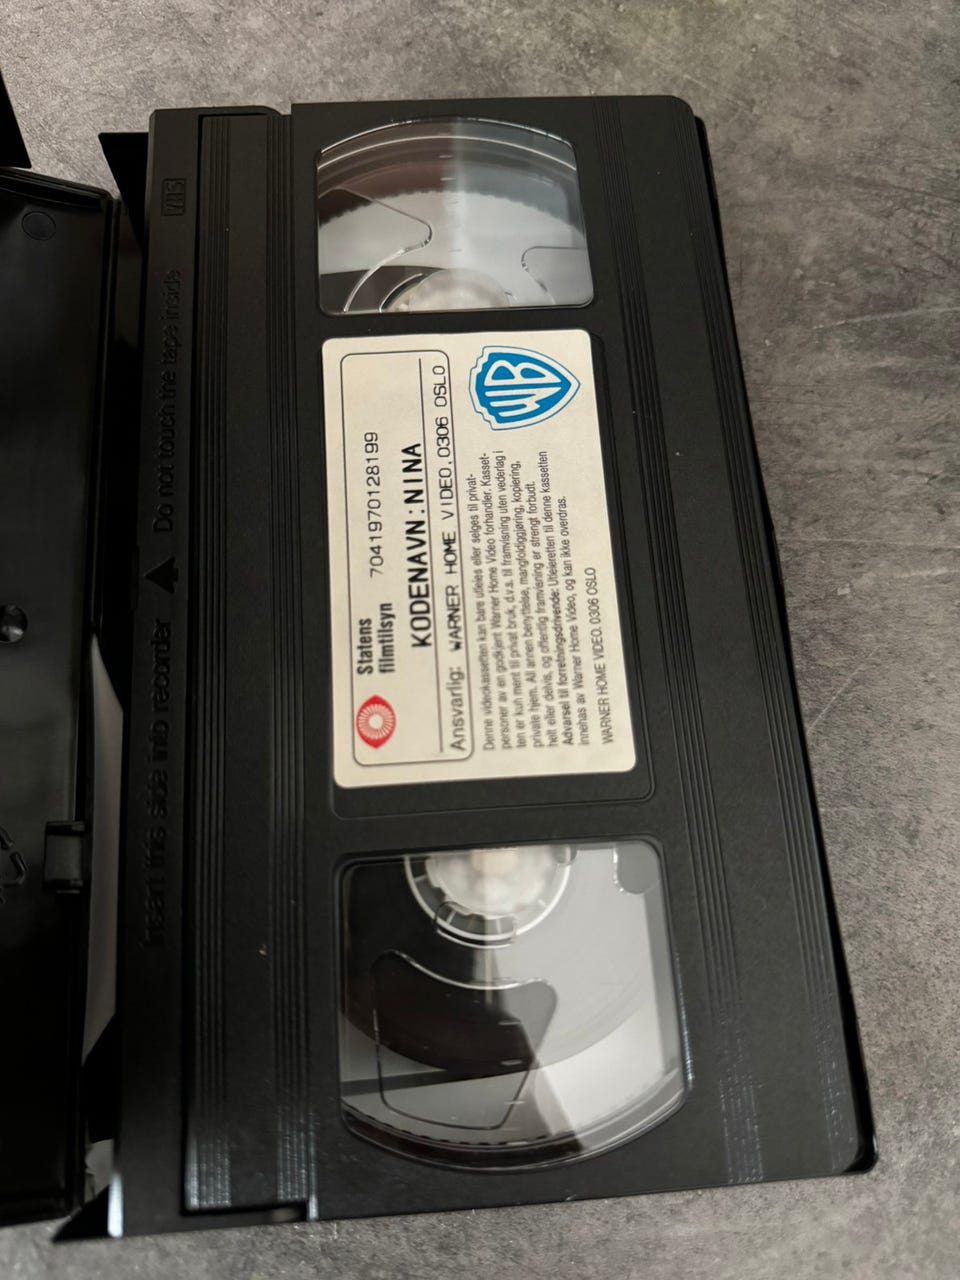 VHS
Insert this side into recorder ▲ Do not touch the tape inside
Statens
filmtilsyn 7041970128199
KODENAVN:NINA
Ansvarlig: WARNER HOME VIDEO. 0306 OSLO
WB
Denne videokassetten kan bare utleies eller selges til privat-
personer av en godkjent Warner Home Video forhandler. Kasset-
ten er kun ment til privat bruk, d.v.s. til framvisning uten vederlag i
private hjem. All annen benyttelse, mangfoldiggjøring, kopiering,
helt eller delvis, og offentlig framvisning er strengt forbudt.
Advarsel til forretningsdrivende: Utleieretten til denne kassetten
innehas av Warner Home Video, og kan ikke overdras.
WARNER HOME VIDEO. 0306 OSLO